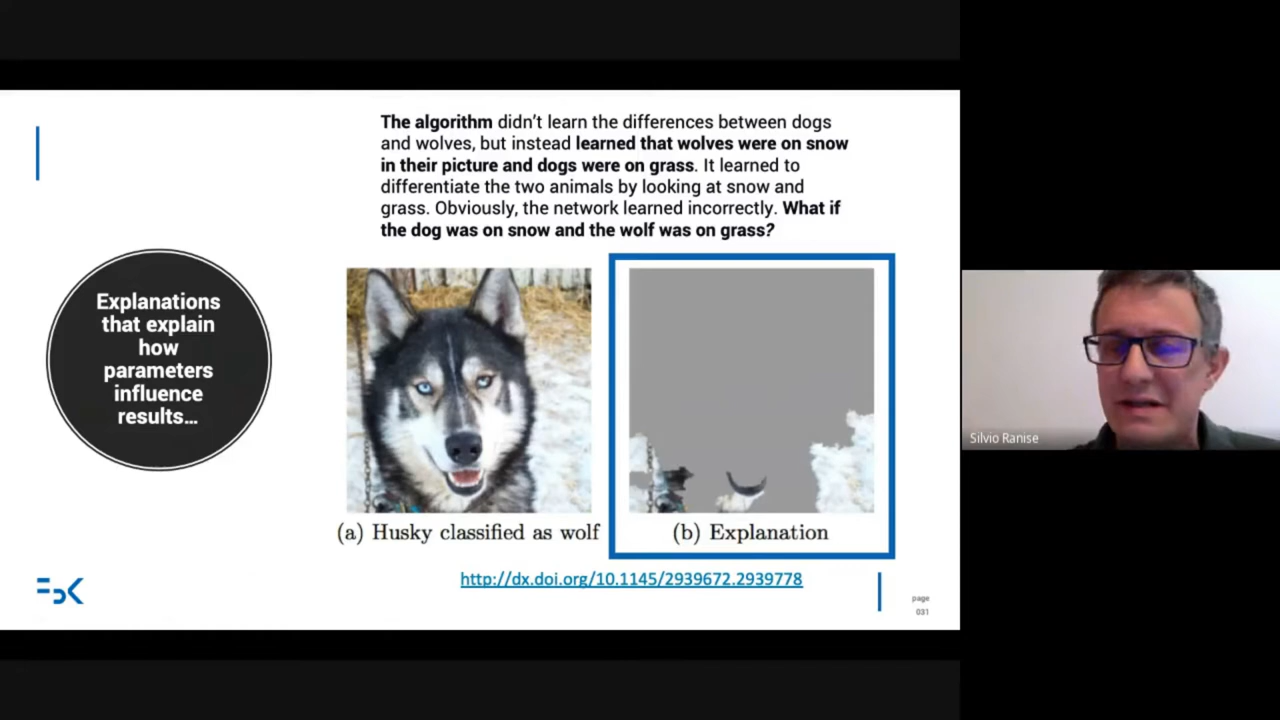 The algorithm didn't learn the differences between dogs
and wolves, but instead learned that wolves were on snow
in their picture and dogs were on grass. It learned to
differentiate the two animals by looking at snow and
grass. Obviously, the network learned incorrectly. What if
the dog was on snow and the wolf was on grass?
Explanations
that explain
how
parameters
influence
results...
(a) Husky classified as wolf
(b) Explanation
http://dx.doi.org/10.1145/2939672.2939778
FBK
page
031
Silvio Ranise